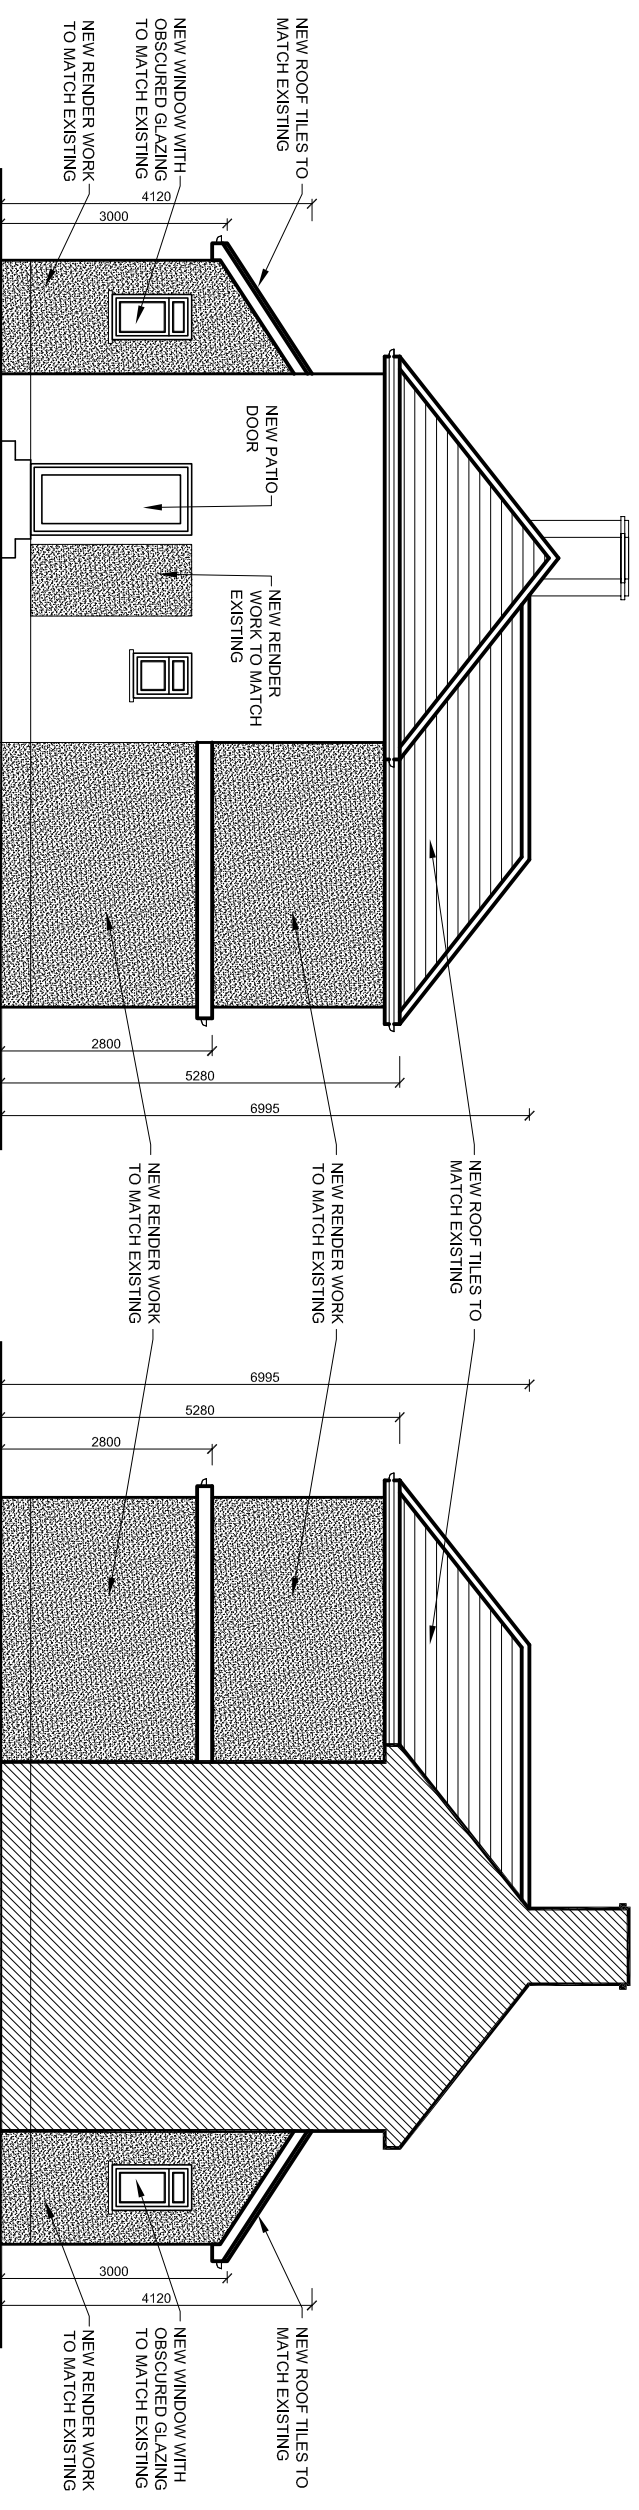 NEW ROOF TILES TO
MATCH EXISTING
NEW WINDOW WITH
OBSCURED GLAZING
TO MATCH EXISTING
NEW RENDER WORK
TO MATCH EXISTING
4120
3000
NEW PATIO
DOOR
NEW RENDER
WORK TO MATCH
EXISTING
2800
5280
6995
NEW ROOF TILES TO
MATCH EXISTING
NEW RENDER WORK
TO MATCH EXISTING
NEW RENDER WORK
TO MATCH EXISTING
6995
5280
2800
3000
4120
NEW ROOF TILES TO
MATCH EXISTING
NEW WINDOW WITH
OBSCURED GLAZING
TO MATCH EXISTING
NEW RENDER WORK
TO MATCH EXISTING